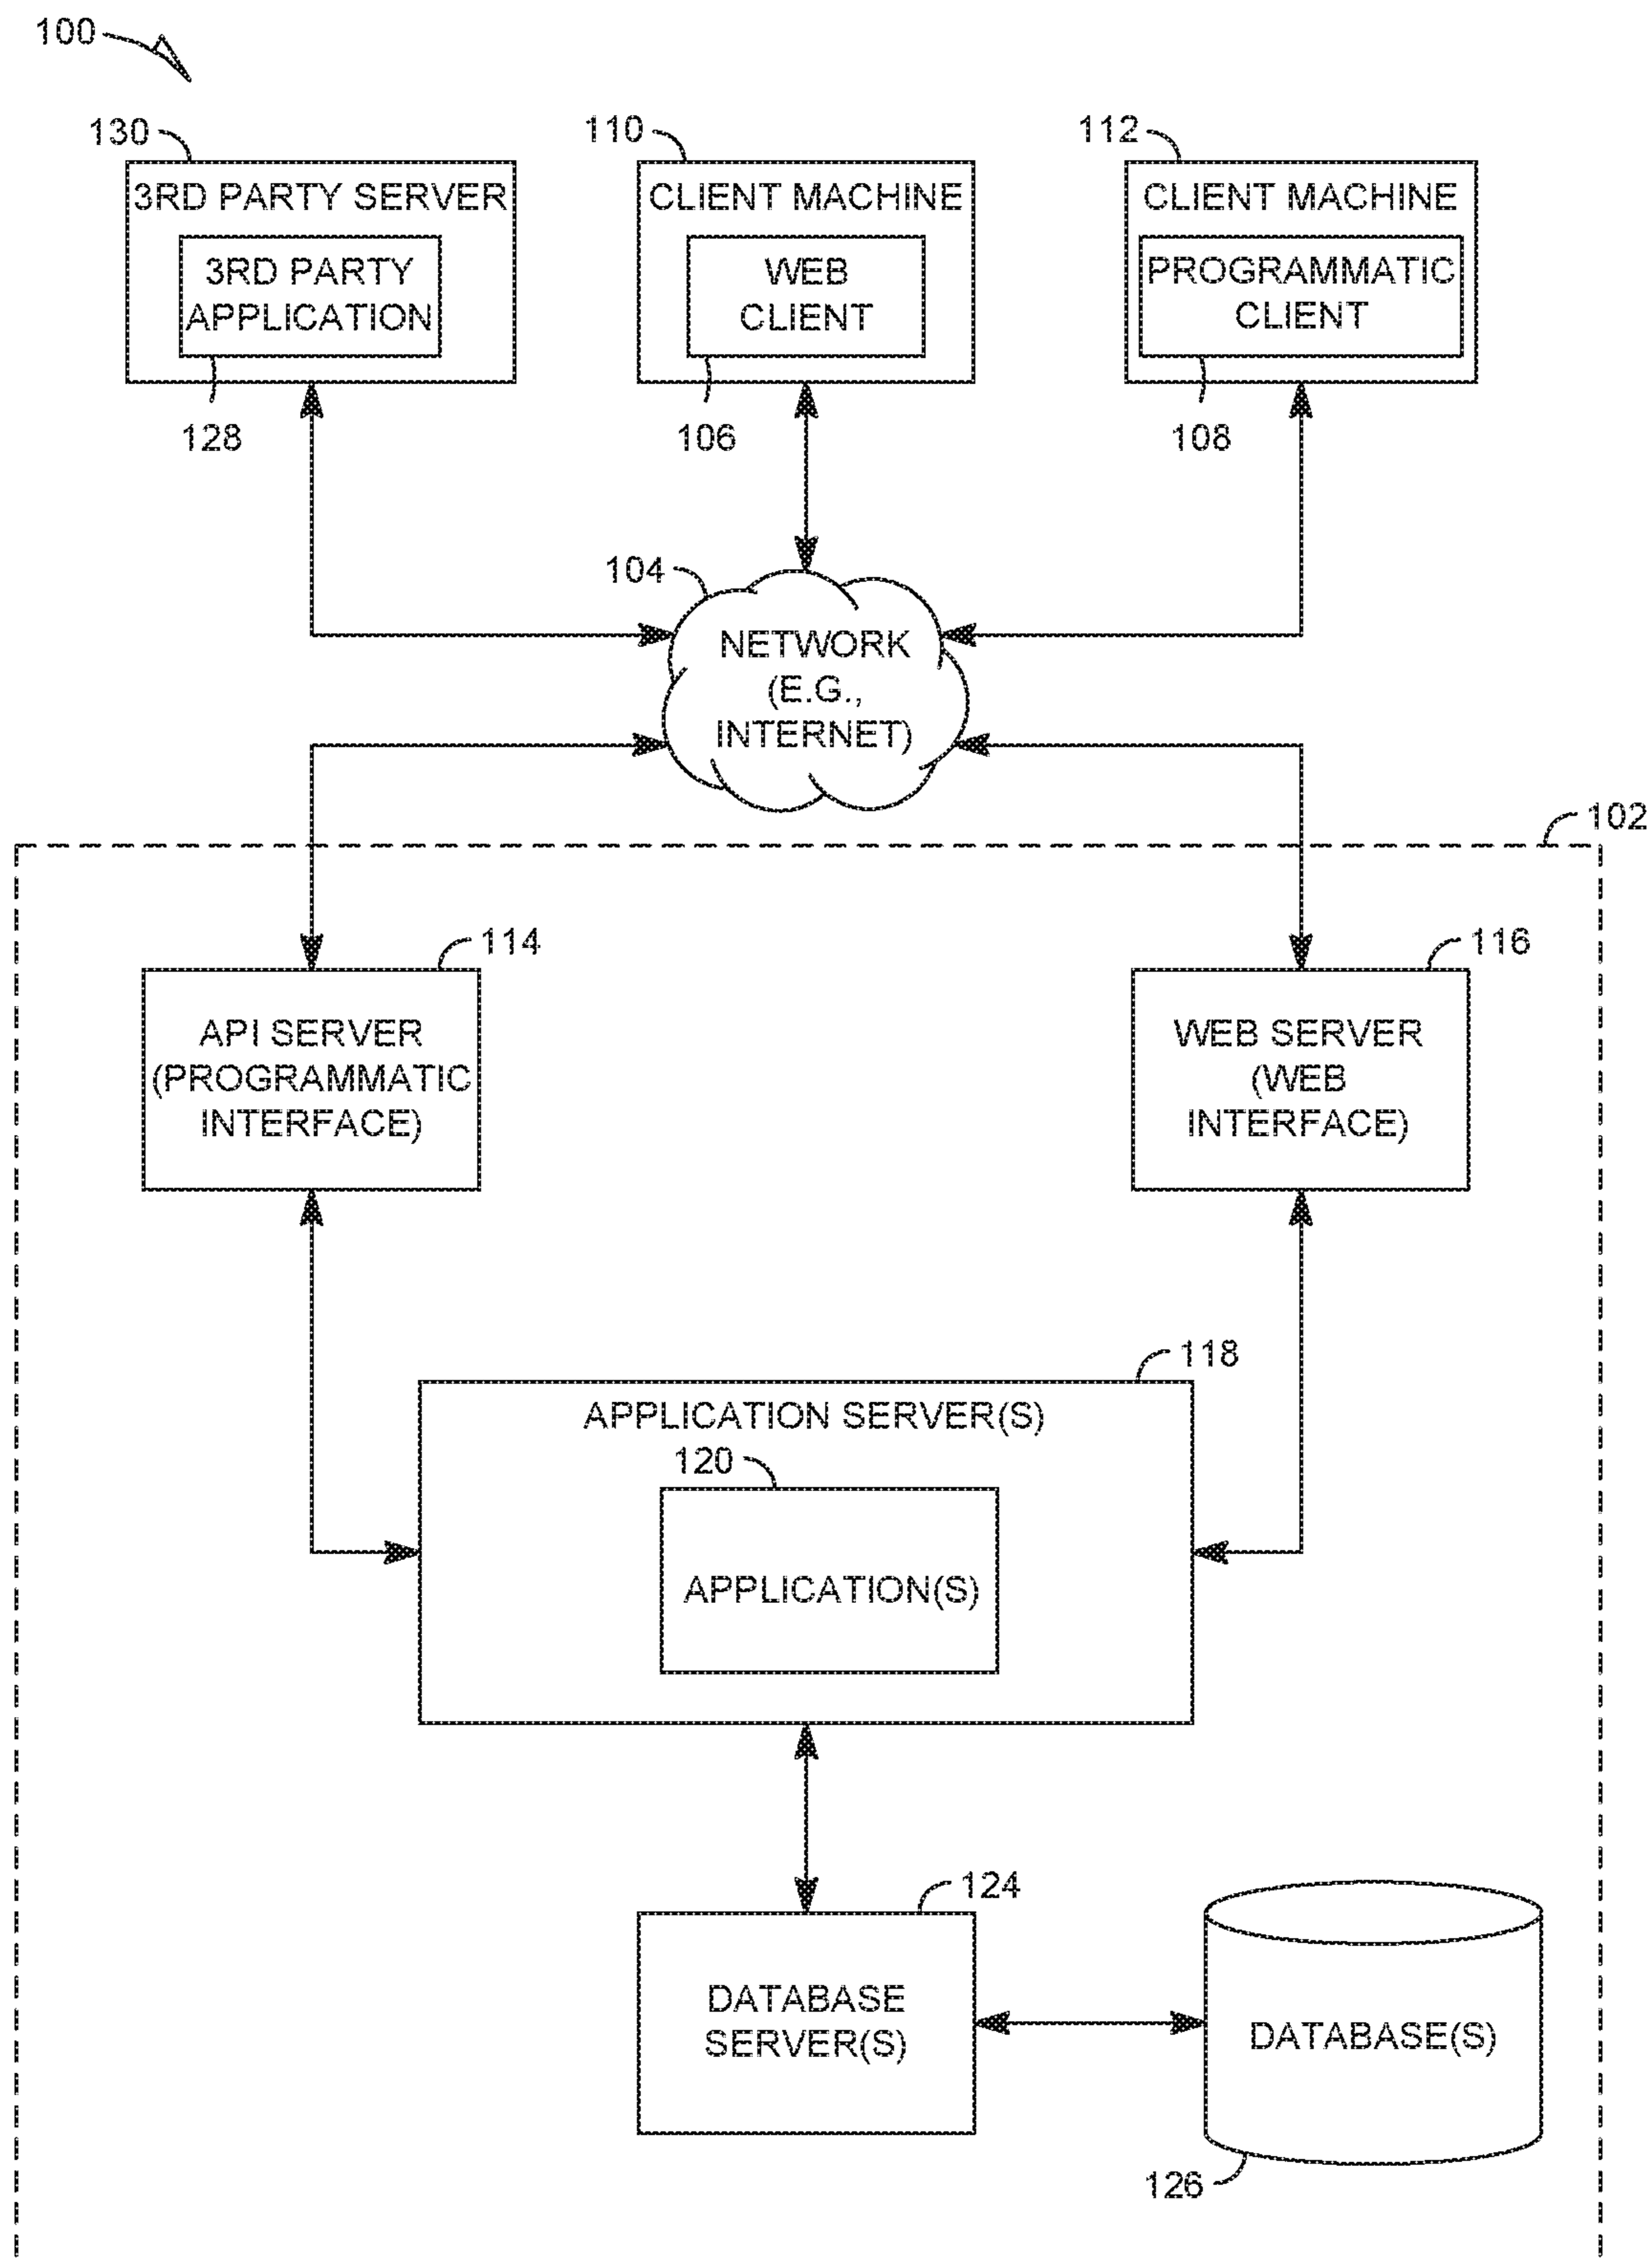 100
130
110
112
3RD PARTY SERVER
CLIENT MACHINE
CLIENT MACHINE
3RD PARTY
APPLICATION
WEB
CLIENT
PROGRAMMATIC
CLIENT
128
106
108
104
NETWORK
(E.G.,
INTERNET)
102
114
116
API SERVER
(PROGRAMMATIC
INTERFACE)
WEB SERVER
(WEB
INTERFACE)
118
APPLICATION SERVER(S)
120
APPLICATION(S)
124
DATABASE
SERVER(S)
DATABASE(S)
126